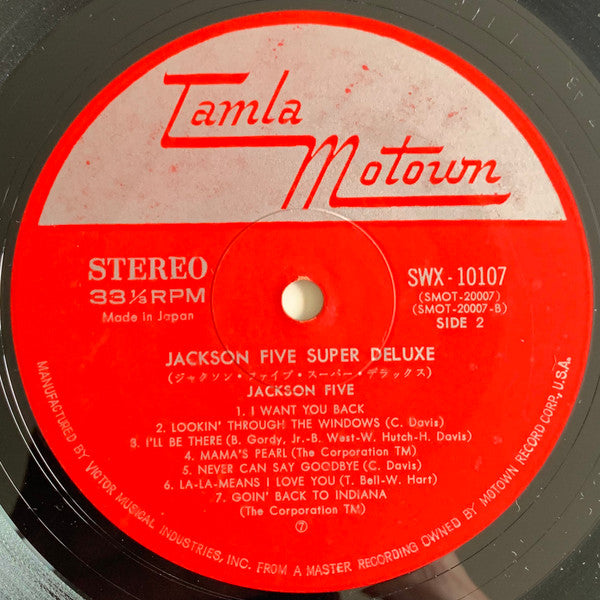 Tamla
Motown
STEREO
33⅓RPM
Made in Japan
SWX-10107
(SMOT-20007)
(SMOT-20007-B)
SIDE 2
JACKSON FIVE SUPER DELUXE
(ジャクソン・ファイブ・スーパー・デラックス)
JACKSON FIVE
1. I WANT YOU BACK
2. LOOKIN' THROUGH THE WINDOWS (C. Davis)
3. I'LL BE THERE (B. Gordy, Jr.-B. West-W. Hutch-H. Davis)
4. MAMA'S PEARL (The Corporation TM)
5. NEVER CAN SAY GOODBYE (C. Davis)
6. LA-LA-MEANS I LOVE YOU (T. Bell-W. Hart)
7. GOIN' BACK TO INDIANA
(The Corporation TM)
⑦
MANUFACTURED BY VICTOR MUSICAL INDUSTRIES, INC. FROM A MASTER RECORDING OWNED BY MOTOWN RECORD CORP., U.S.A.